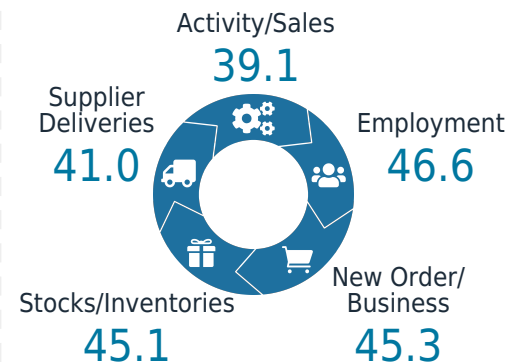 Activity/Sales
39.1
Supplier
Deliveries
41.0
Employment
46.6
New Order/
Business
45.3
Stocks/Inventories
45.1